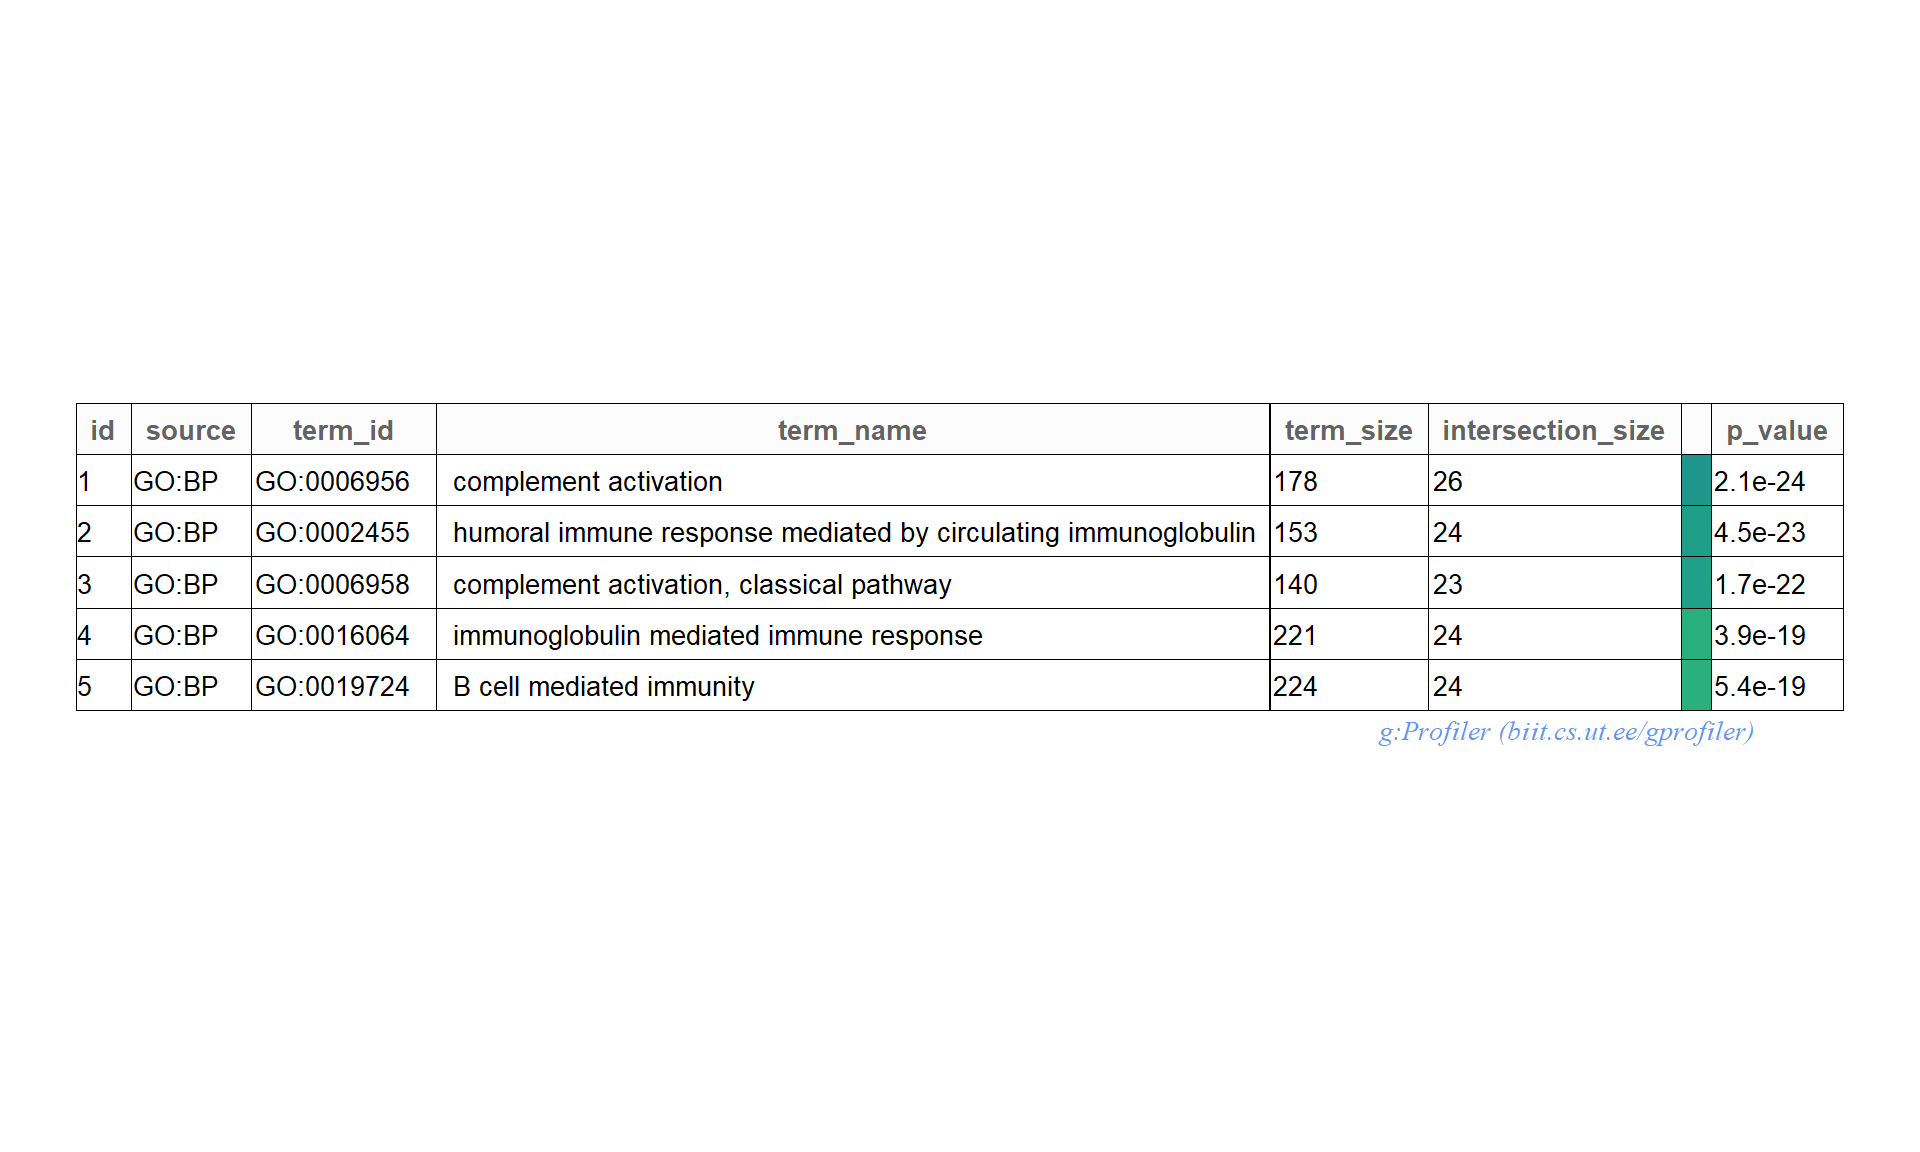 id source term_id term_name term_size intersection_size p_value
1 GO:BP GO:0006956 complement activation 178 26 2.1e-24
2 GO:BP GO:0002455 humoral immune response mediated by circulating immunoglobulin 153 24 4.5e-23
3 GO:BP GO:0006958 complement activation, classical pathway 140 23 1.7e-22
4 GO:BP GO:0016064 immunoglobulin mediated immune response 221 24 3.9e-19
5 GO:BP GO:0019724 B cell mediated immunity 224 24 5.4e-19
g:Profiler (biit.cs.ut.ee/gprofiler)